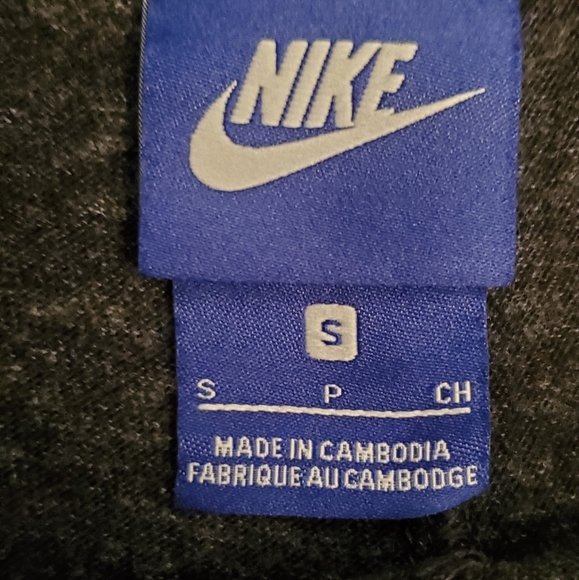 NIKE
S
S P CH
MADE IN CAMBODIA
FABRIQUE AU CAMBODGE